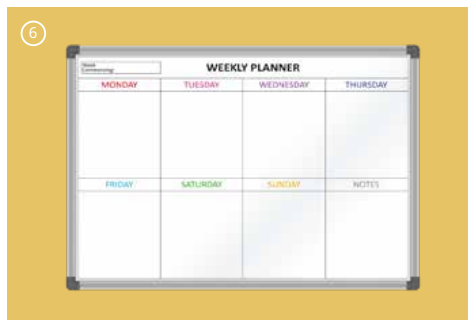 6
Week
Commencing:
WEEKLY PLANNER
MONDAY TUESDAY WEDNESDAY THURSDAY
FRIDAY SATURDAY SUNDAY NOTES